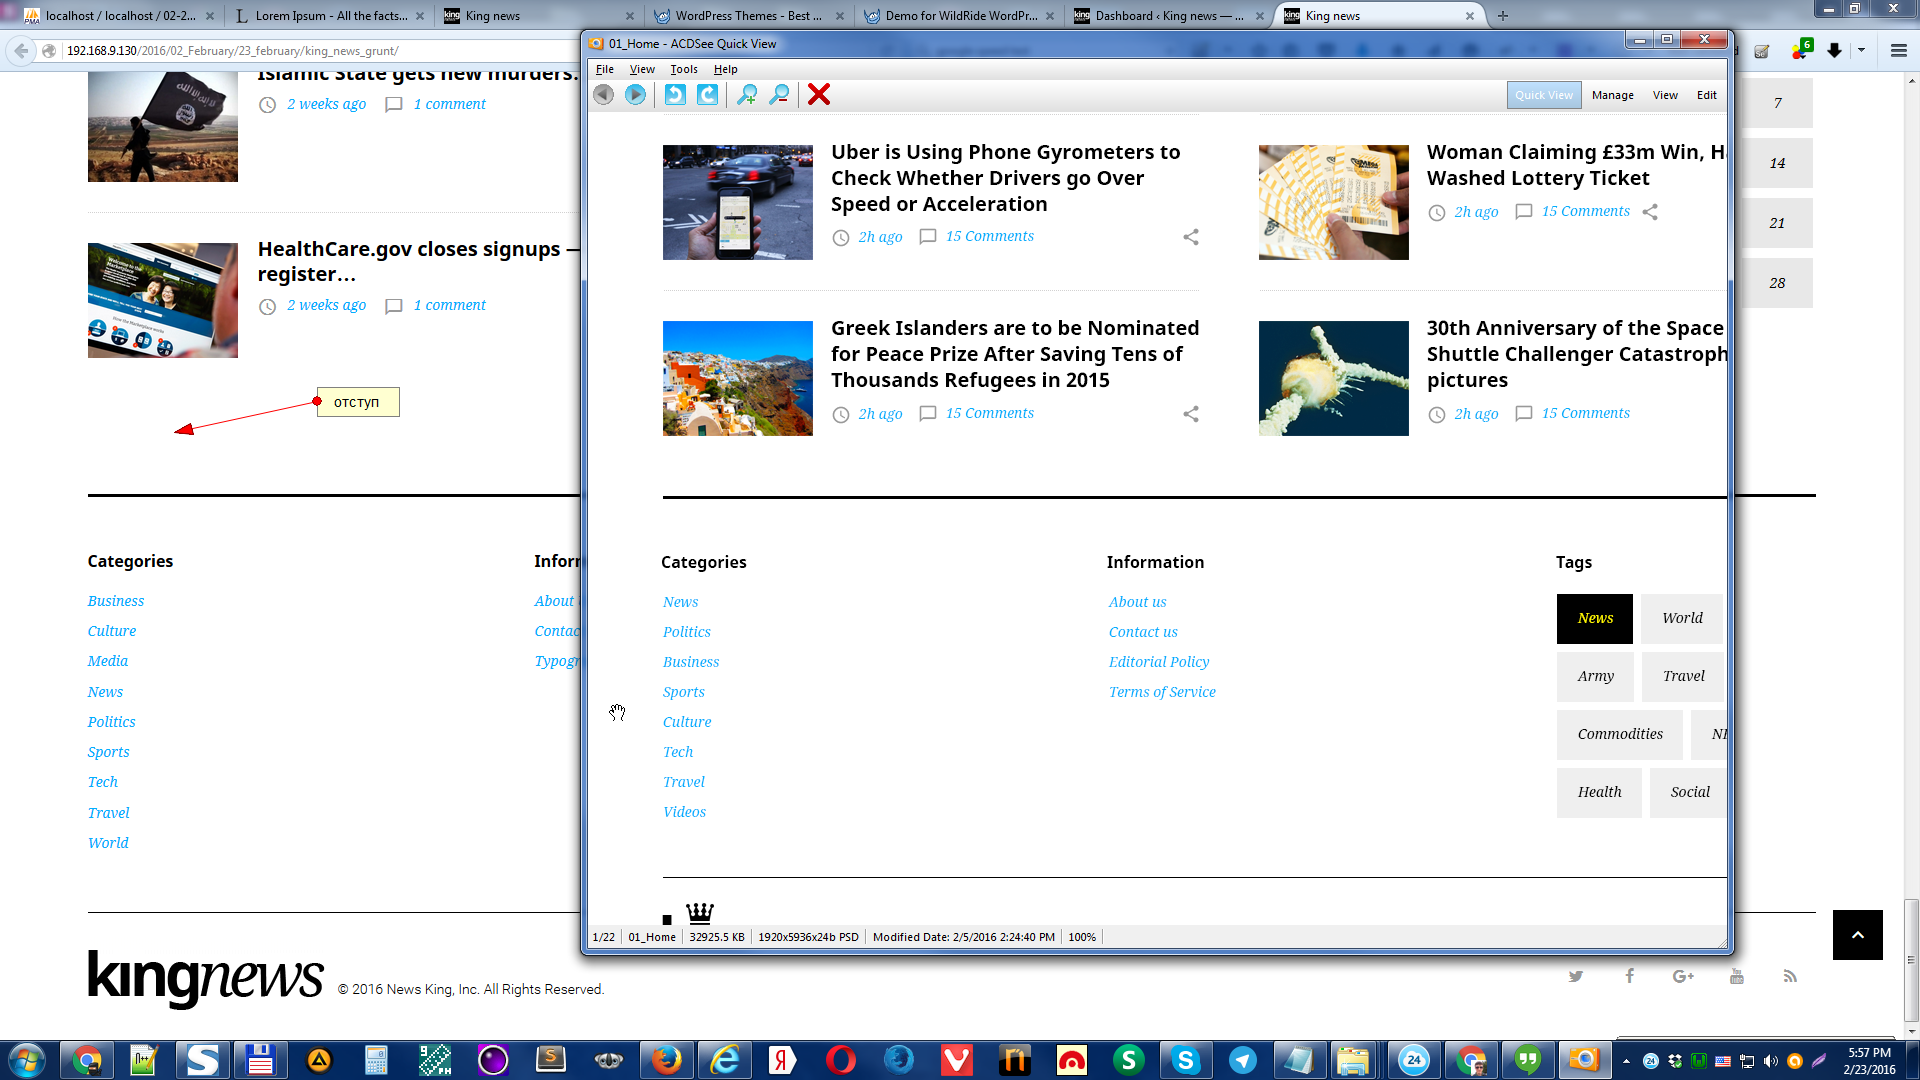 localhost / localhost / 02-2...
Lorem Ipsum - All the facts...
King news
WordPress Themes - Best ...
Demo for WildRide WordPr...
Dashboard ‹ King news — ...
King news
192.168.9.130/2016/02_February/23_february/king_news_grunt/
6
Islamic State gets new murders.
2 weeks ago
1 comment
HealthCare.gov closes signups —
register…
2 weeks ago
1 comment
отступ
Categories
Business
Culture
Media
News
Politics
Sports
Tech
Travel
World
Infor
About
Contac
Typogr
kingnews
© 2016 News King, Inc. All Rights Reserved.
7
14
21
28
01_Home - ACDSee Quick View
File
View
Tools
Help
Quick View
Manage
View
Edit
Uber is Using Phone Gyrometers to
Check Whether Drivers go Over
Speed or Acceleration
2h ago
15 Comments
Woman Claiming £33m Win, H
Washed Lottery Ticket
2h ago
15 Comments
Greek Islanders are to be Nominated
for Peace Prize After Saving Tens of
Thousands Refugees in 2015
2h ago
15 Comments
30th Anniversary of the Space
Shuttle Challenger Catastroph
pictures
2h ago
15 Comments
Categories
News
Politics
Business
Sports
Culture
Tech
Travel
Videos
Information
About us
Contact us
Editorial Policy
Terms of Service
Tags
News
World
Army
Travel
Commodities
Health
Social
1/22
01_Home
32925.5 KB
1920x5936x24b PSD
Modified Date: 2/5/2016 2:24:40 PM
100%
5:57 PM
2/23/2016